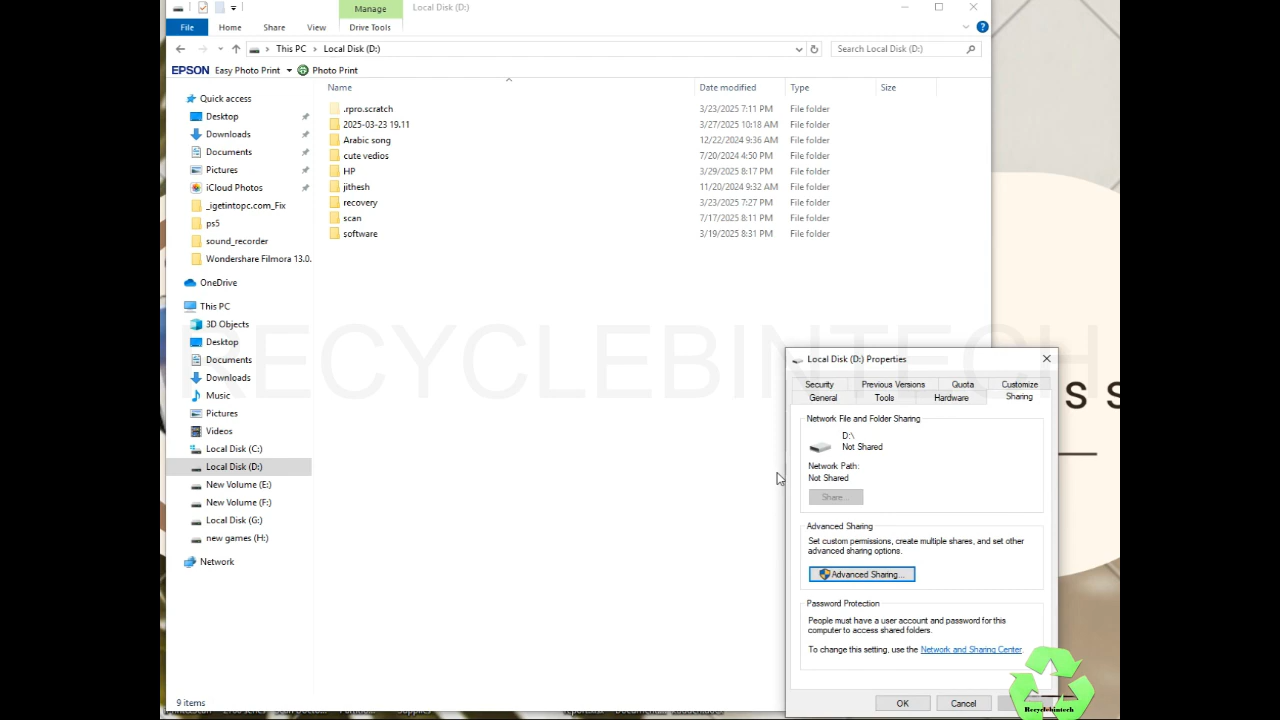 Manage
Local Disk (D:)
File
Home
Share
View
Drive Tools
This PC
Local Disk (D:)
Search Local Disk (D:)
EPSON
Easy Photo Print
Photo Print
Name
Date modified
Type
Size
Quick access
Desktop
Downloads
Documents
Pictures
iCloud Photos
_igetintopc.com_Fix
ps5
sound_recorder
Wondershare Filmora 13.0.
OneDrive
This PC
3D Objects
Desktop
Documents
Downloads
Music
Pictures
Videos
Local Disk (C:)
Local Disk (D:)
New Volume (E:)
New Volume (F:)
Local Disk (G:)
new games (H:)
Network
.rpro.scratch 3/23/2025 7:11 PM File folder
2025-03-23 19.11 3/27/2025 10:18 AM File folder
Arabic song 12/22/2024 9:36 AM File folder
cute vedios 7/20/2024 4:50 PM File folder
HP 3/29/2025 8:17 PM File folder
jithesh 11/20/2024 9:32 AM File folder
recovery 3/23/2025 7:27 PM File folder
scan 7/17/2025 8:11 PM File folder
software 3/19/2025 8:31 PM File folder
RECYCLEBINTECH
Local Disk (D:) Properties
Security
Previous Versions
Quota
Customize
General
Tools
Hardware
Sharing
Network File and Folder Sharing
D:\
Not Shared
Network Path:
Not Shared
Share...
Advanced Sharing
Set custom permissions, create multiple shares, and set other
advanced sharing options.
Advanced Sharing...
Password Protection
People must have a user account and password for this
computer to access shared folders.
To change this setting, use the Network and Sharing Center.
OK
Cancel
Recyclebintech
9 items
S S